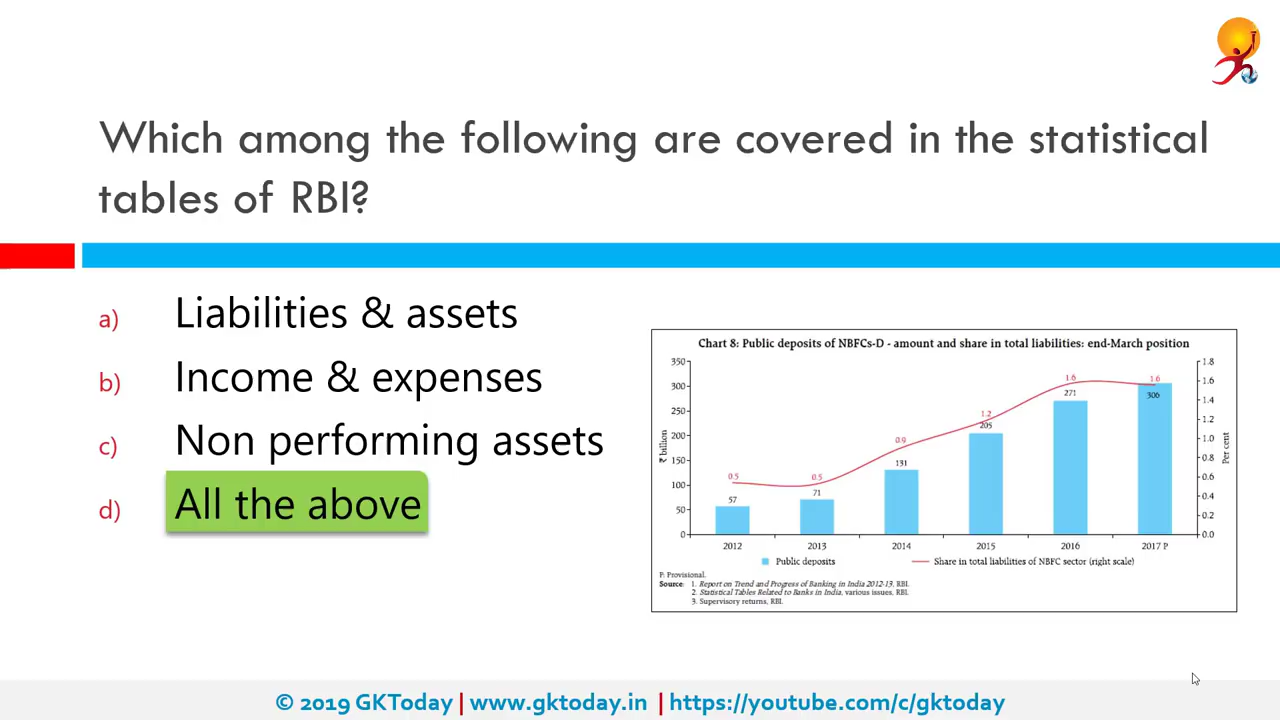 Which among the following are covered in the statistical
tables of RBI?
a) Liabilities & assets
b) Income & expenses
c) Non performing assets
d) All the above
Chart 8: Public deposits of NBFCs-D - amount and share in total liabilities: end-March position
350 1.8
300 1.6
250 1.4
200 1.2
150 1.0
100 0.8
50 0.6
0 0.4
0.2
0.0
₹ billion
Per cent
0.5 0.5 0.9 1.2 1.6 1.6
57 71 131 205 271 306
2012 2013 2014 2015 2016 2017 P
Public deposits Share in total liabilities of NBFC sector (right scale)
P: Provisional.
Source: 1. Report on Trend and Progress of Banking in India 2012-13, RBI.
2. Statistical Tables Related to Banks in India, various issues, RBI.
3. Supervisory returns, RBI.
© 2019 GKToday | www.gktoday.in | https://youtube.com/c/gktoday